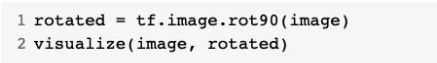 1 rotated = tf.image.rot90(image)
2 visualize(image, rotated)